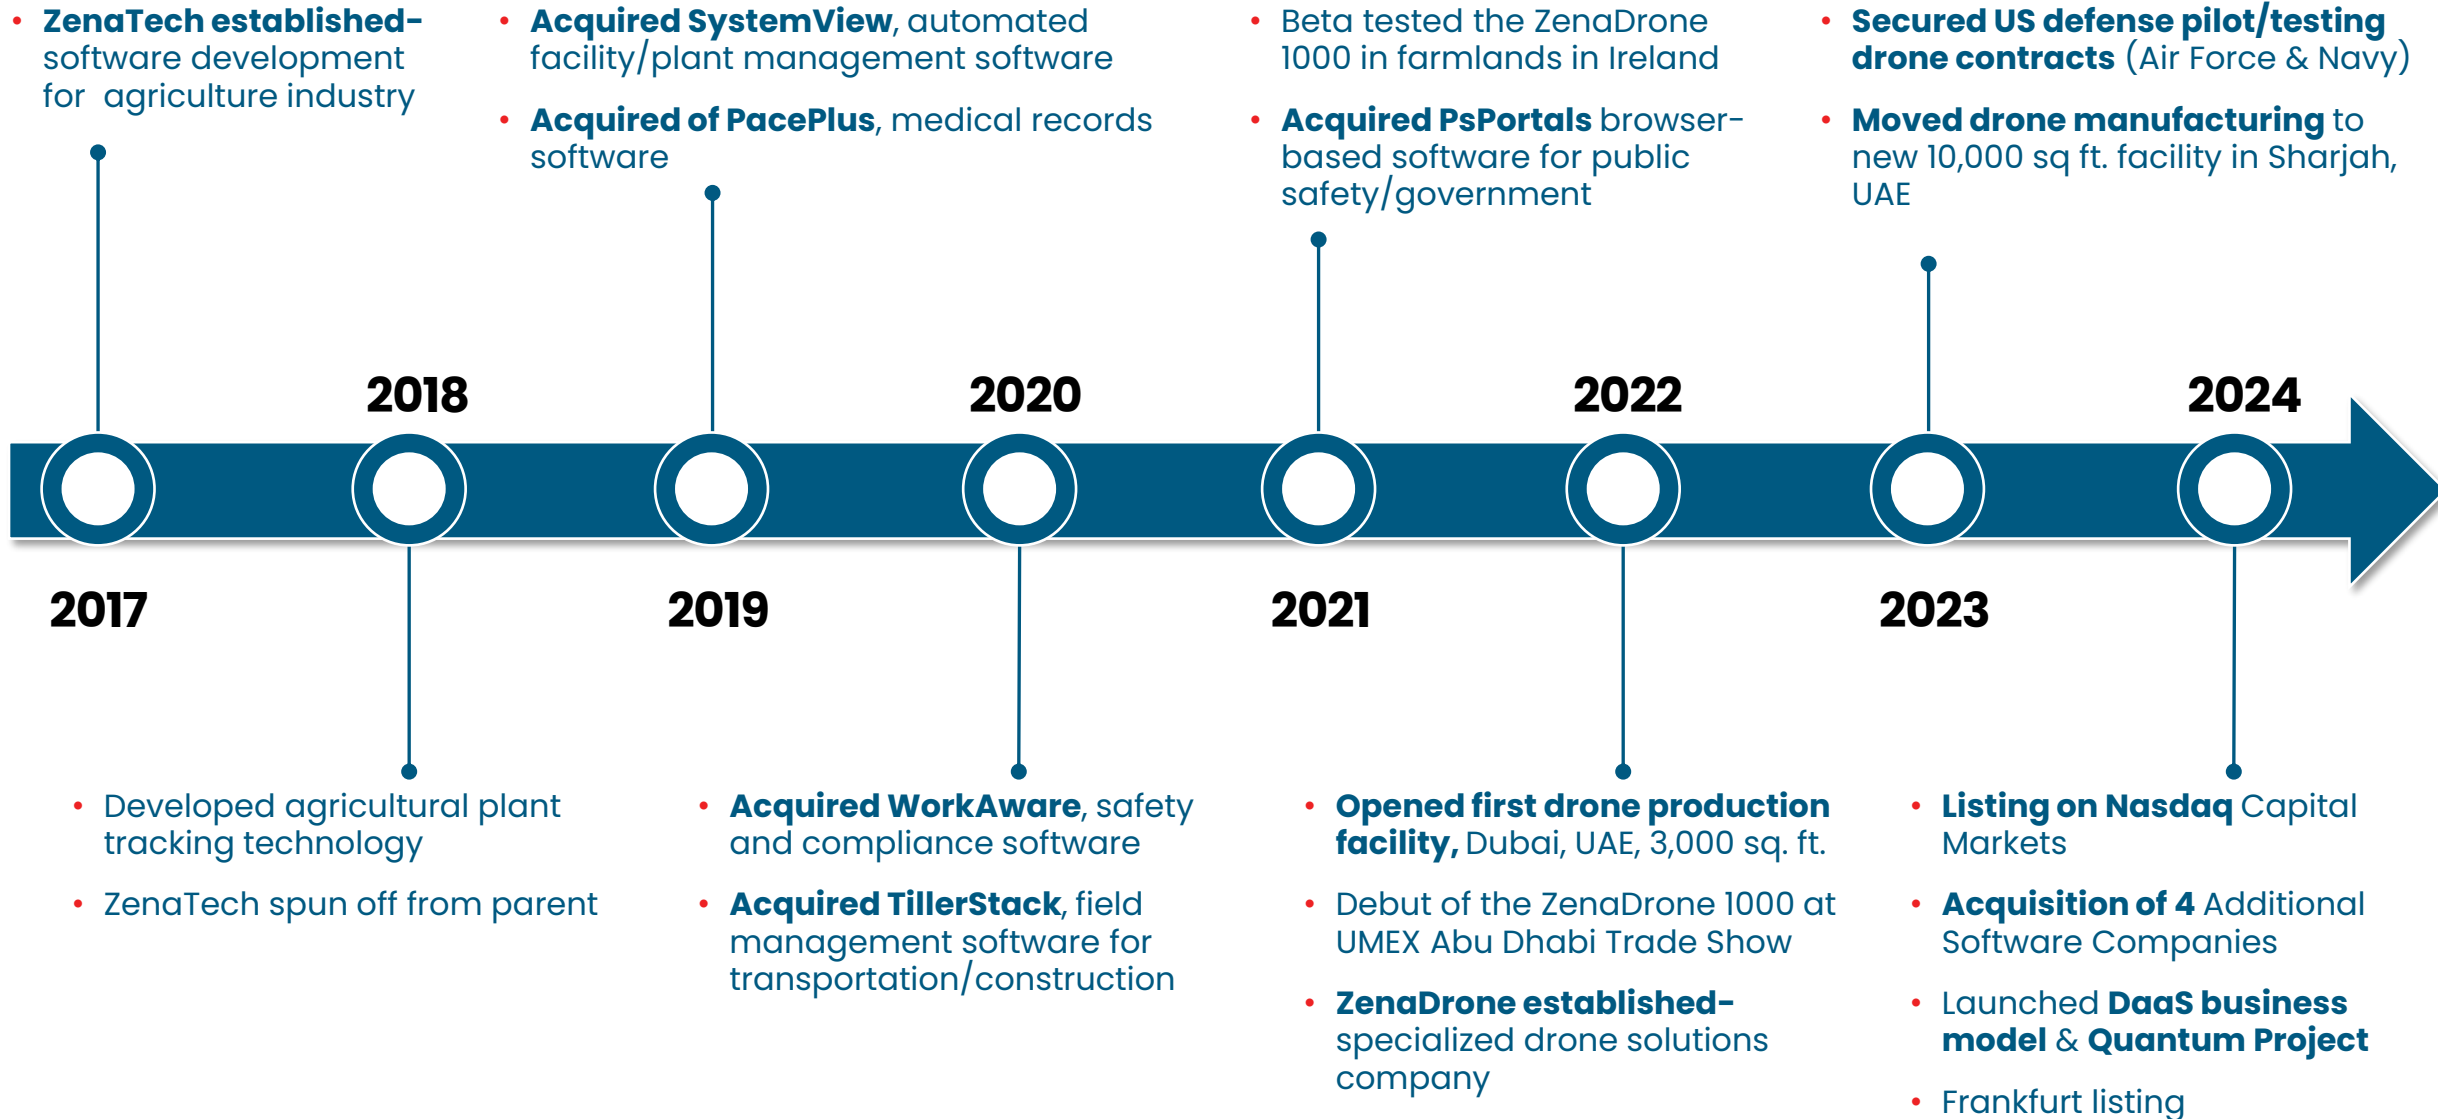 • ZenaTech established-
software development
for agriculture industry
• Acquired SystemView, automated
facility/plant management software
• Acquired of PacePlus, medical records
software
• Beta tested the ZenaDrone
1000 in farmlands in Ireland
• Acquired PsPortals browser-
based software for public
safety/government
• Secured US defense pilot/testing
drone contracts (Air Force & Navy)
• Moved drone manufacturing to
new 10,000 sq ft. facility in Sharjah,
UAE
2018
2020
2022
2024
2017
2019
2021
2023
• Developed agricultural plant
tracking technology
• ZenaTech spun off from parent
• Acquired WorkAware, safety
and compliance software
• Acquired TillerStack, field
management software for
transportation/construction
• Opened first drone production
facility, Dubai, UAE, 3,000 sq. ft.
• Debut of the ZenaDrone 1000 at
UMEX Abu Dhabi Trade Show
• ZenaDrone established-
specialized drone solutions
company
• Listing on Nasdaq Capital
Markets
• Acquisition of 4 Additional
Software Companies
• Launched DaaS business
model & Quantum Project
• Frankfurt listing